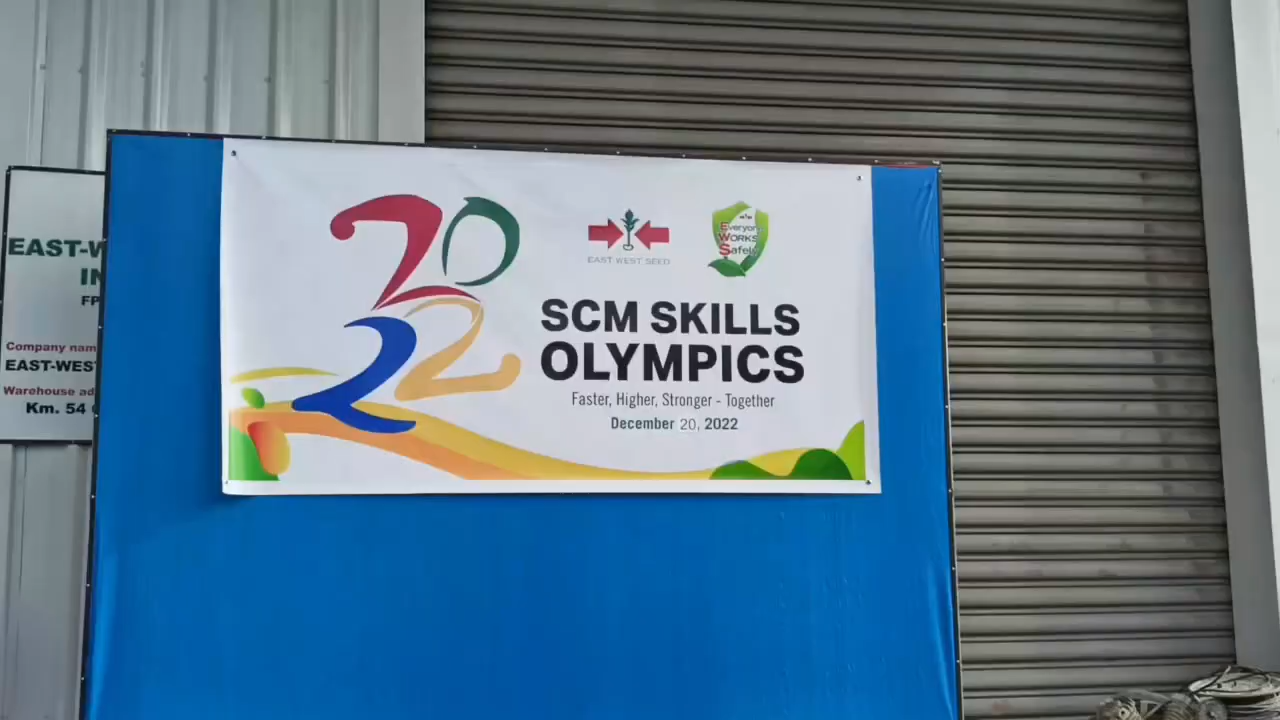 EAST-W
IN
FP
Company nam
EAST-WEST
Warehouse ad
Km. 54
2022
EAST WEST SEED
Everyone
WORKS
Safely
SCM SKILLS
OLYMPICS
Faster, Higher, Stronger - Together
December 20, 2022